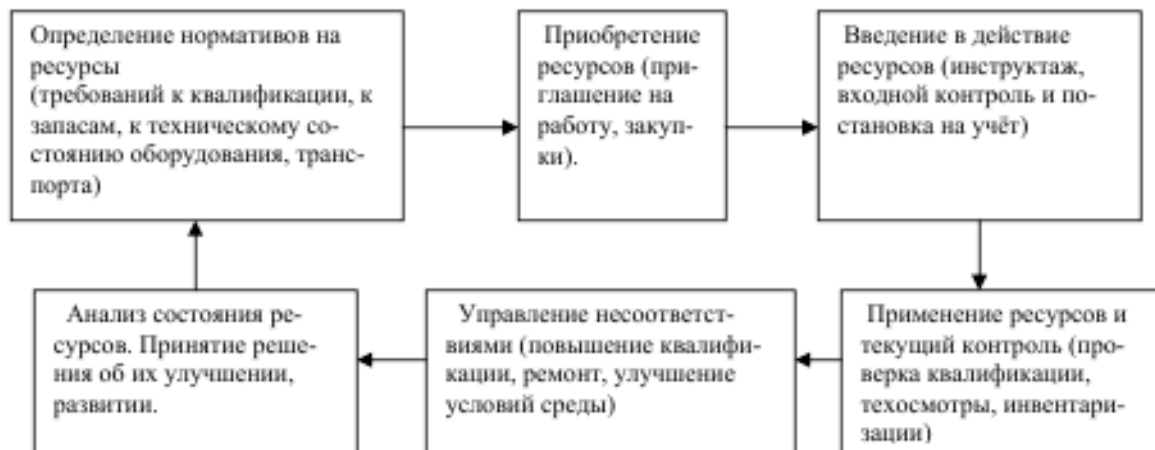 Определение нормативов на
ресурсы
(требований к квалификации, к
запасам, к техническому со-
стоянию оборудования, транс-
порта)
Приобретение
ресурсов (при-
глашение на
работу, закуп-
ки).
Введение в действие
ресурсов (инструктаж,
входной контроль и по-
становка на учёт)
Анализ состояния ре-
сурсов. Принятие реше-
ния об их улучшении,
развитии.
Управление несоответст-
виями (повышение квалифи-
кации, ремонт, улучшение
условий среды)
Применение ресурсов и
текущий контроль (про-
верка квалификации,
техосмотры, инвентари-
зации)